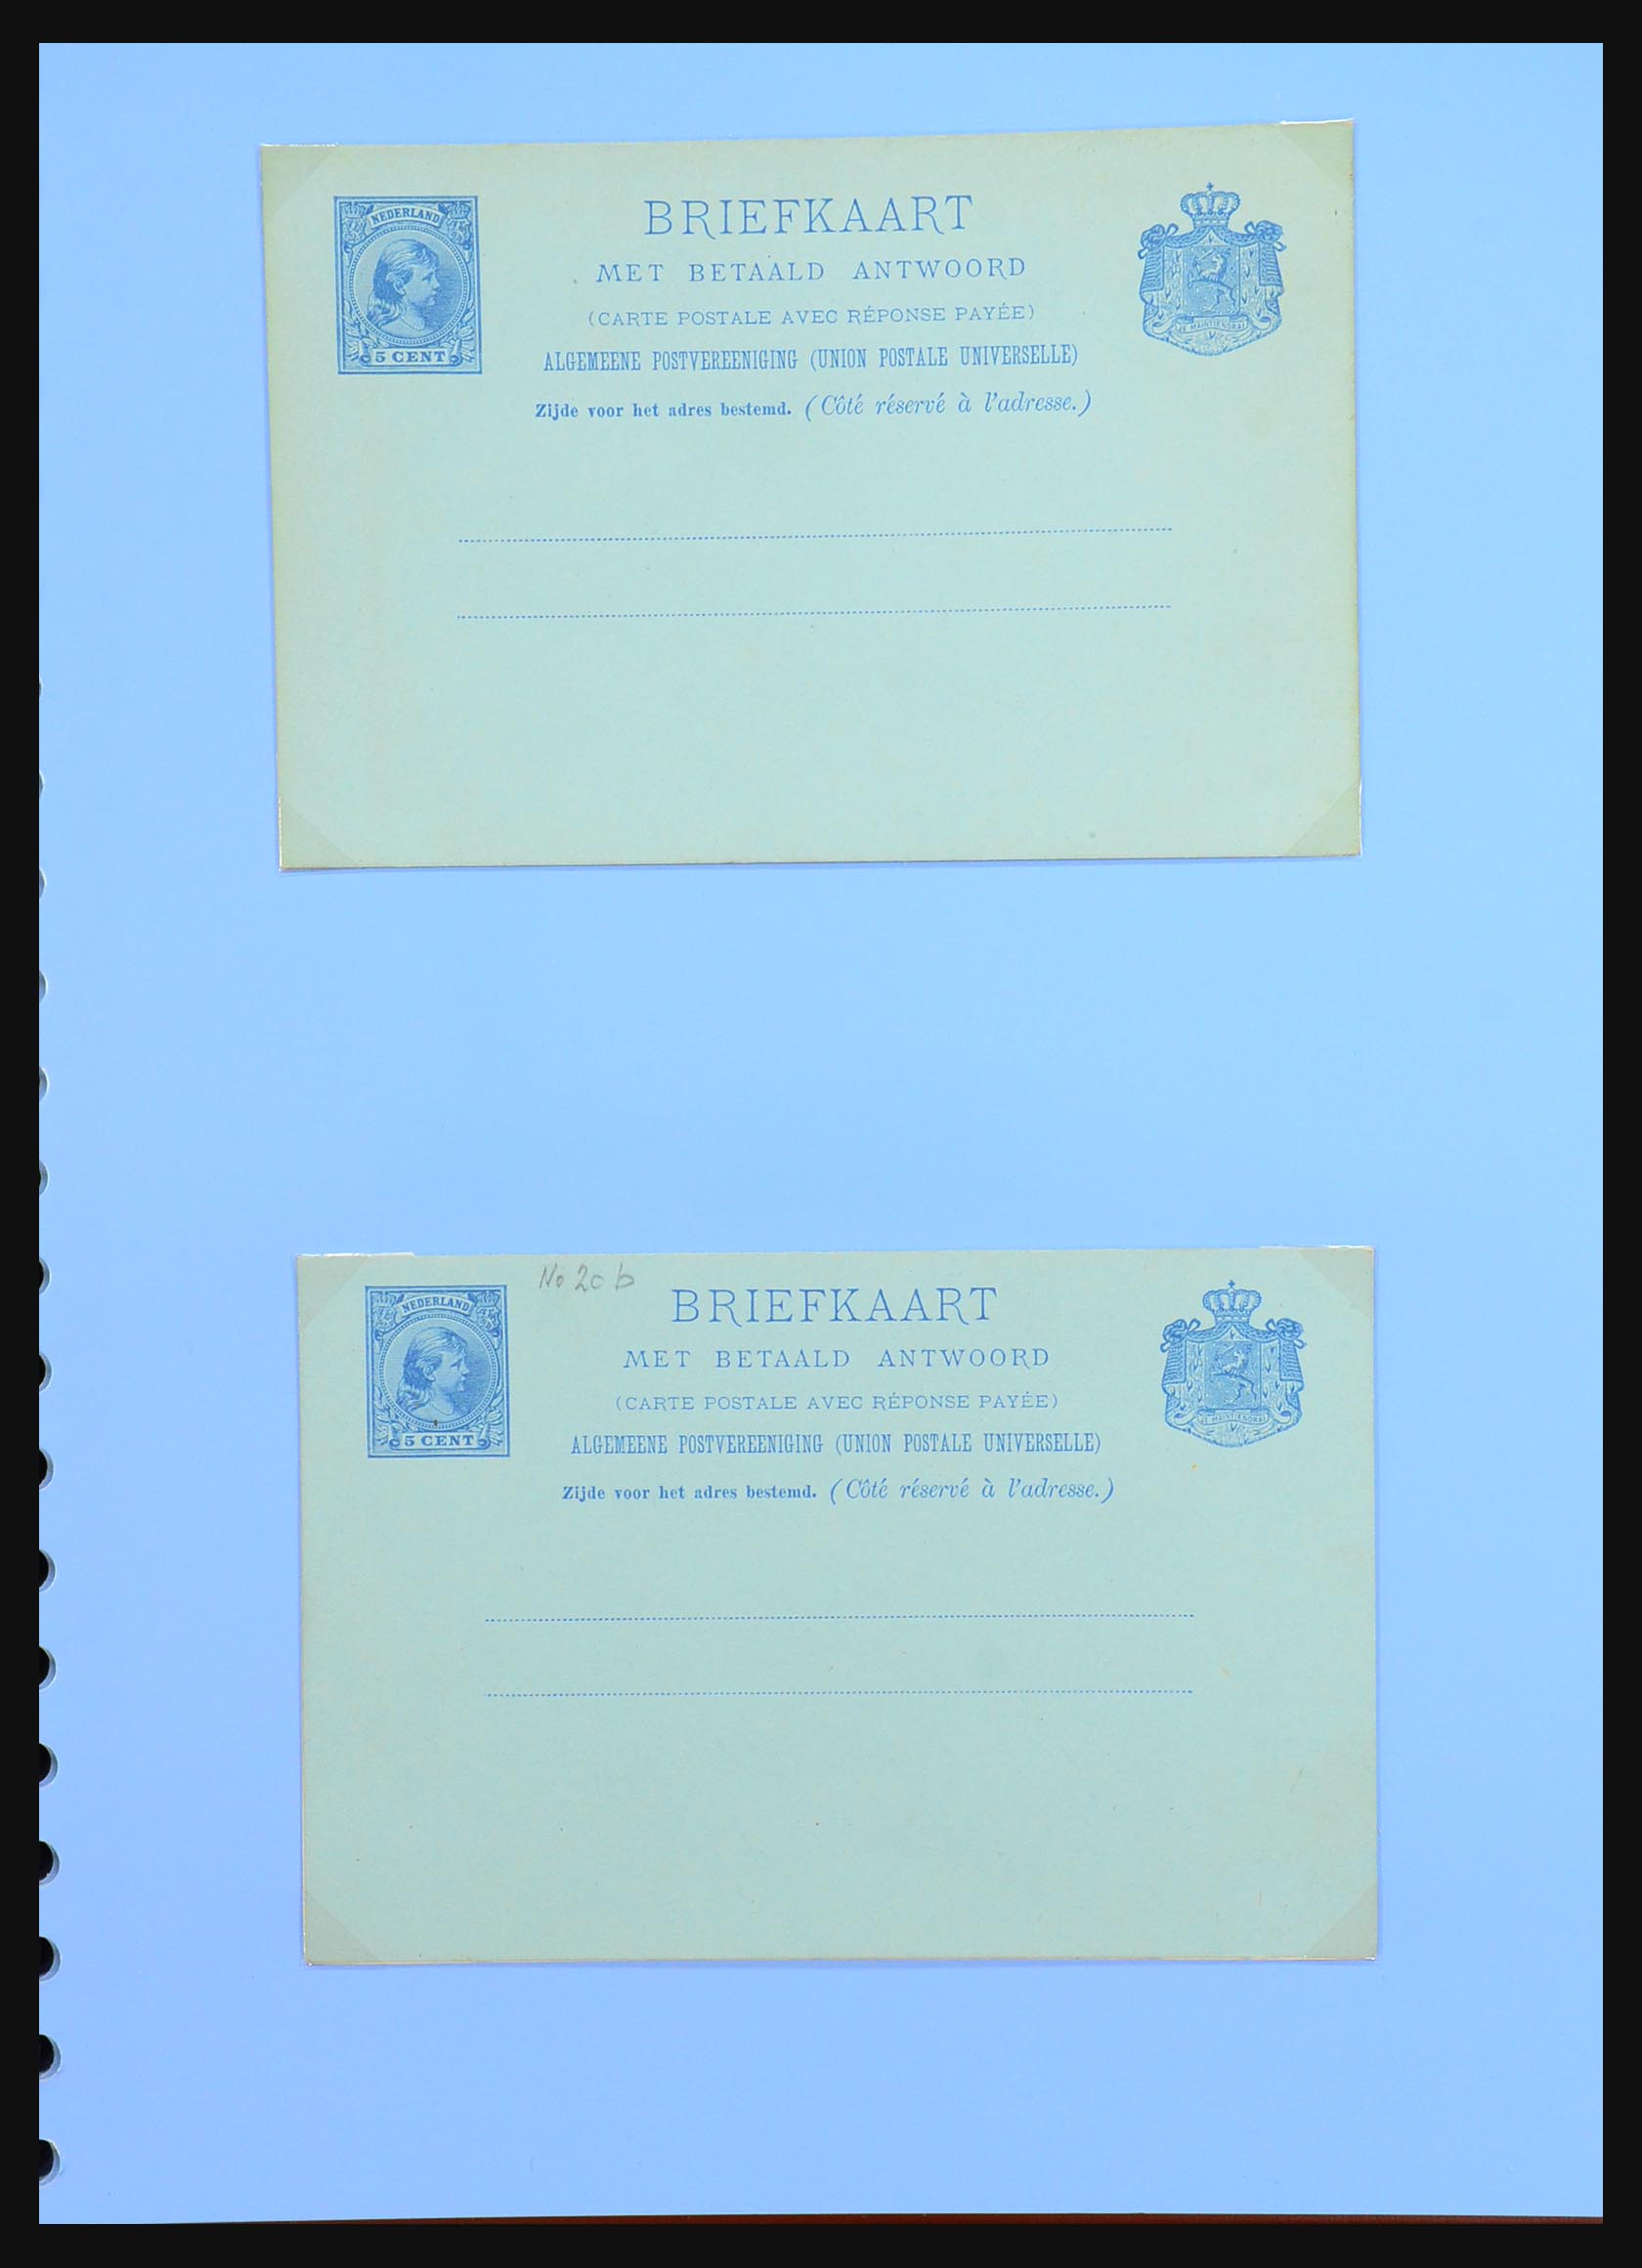 NEDERLAND
5 CENT
BRIEFKAART
MET BETAALD ANTWOORD
(CARTE POSTALE AVEC RÉPONSE PAYÉE)
ALGEMEENE POSTVEREENIGING (UNION POSTALE UNIVERSELLE)
Zijde voor het adres bestemd. (Côté réservé à l'adresse.)
JE MAINTIENDRAI
No 20 b
NEDERLAND
5 CENT
BRIEFKAART
MET BETAALD ANTWOORD
(CARTE POSTALE AVEC RÉPONSE PAYÉE)
ALGEMEENE POSTVEREENIGING (UNION POSTALE UNIVERSELLE)
Zijde voor het adres bestemd. (Côté réservé à l'adresse.)
JE MAINTIENDRAI